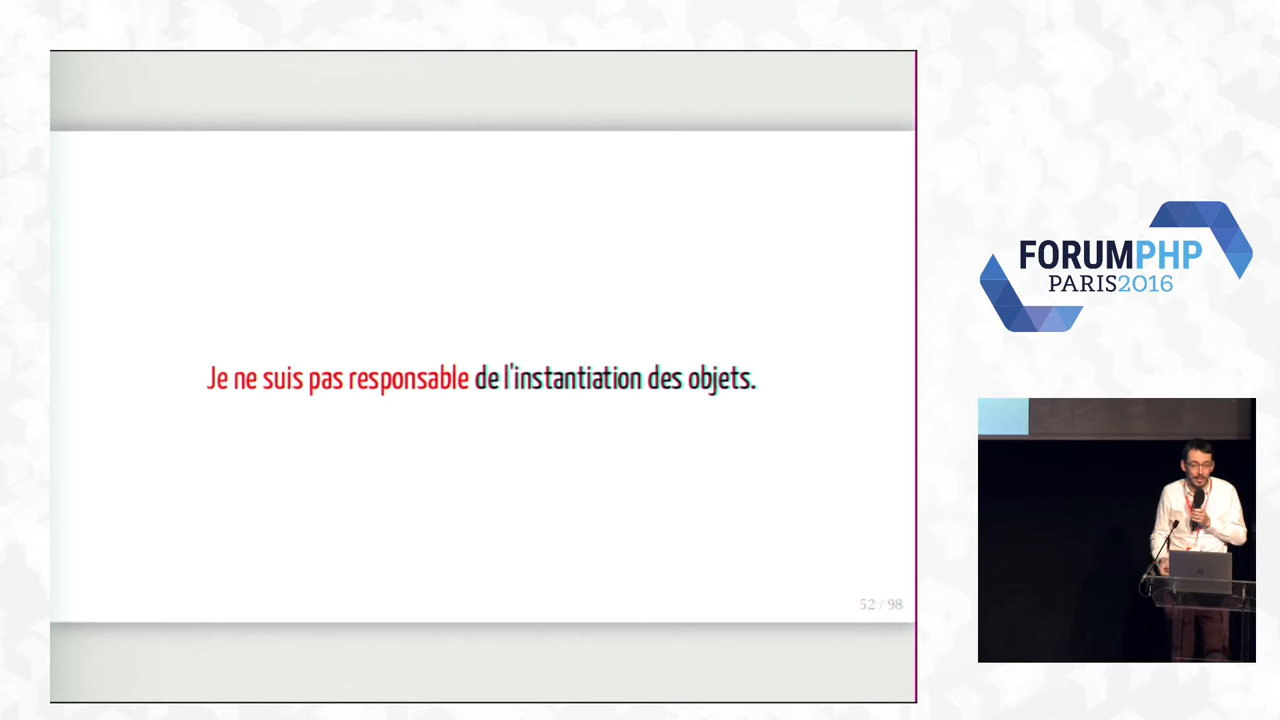 Je ne suis pas responsable de l'instantiation des objets.
52 / 98
FORUMPHP
PARIS2016